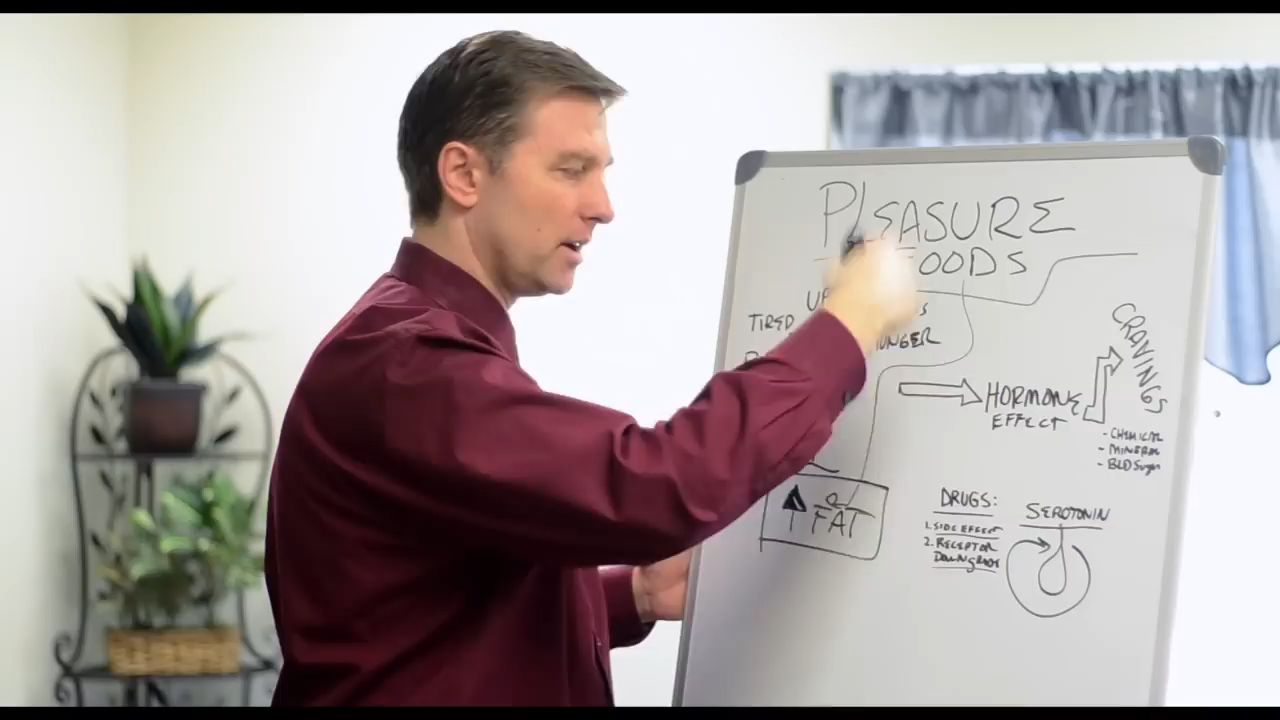 PLEASURE
FOODS
TIRED
HUNGER
HORMONE
EFFECT
CRAVINGS
- CHEMICAL
- MINERAL
- BLD Sugar
FAT
DRUGS:
1. SIDE EFFECT
2. RECEPTOR
DOWNGRADE
SEROTONIN